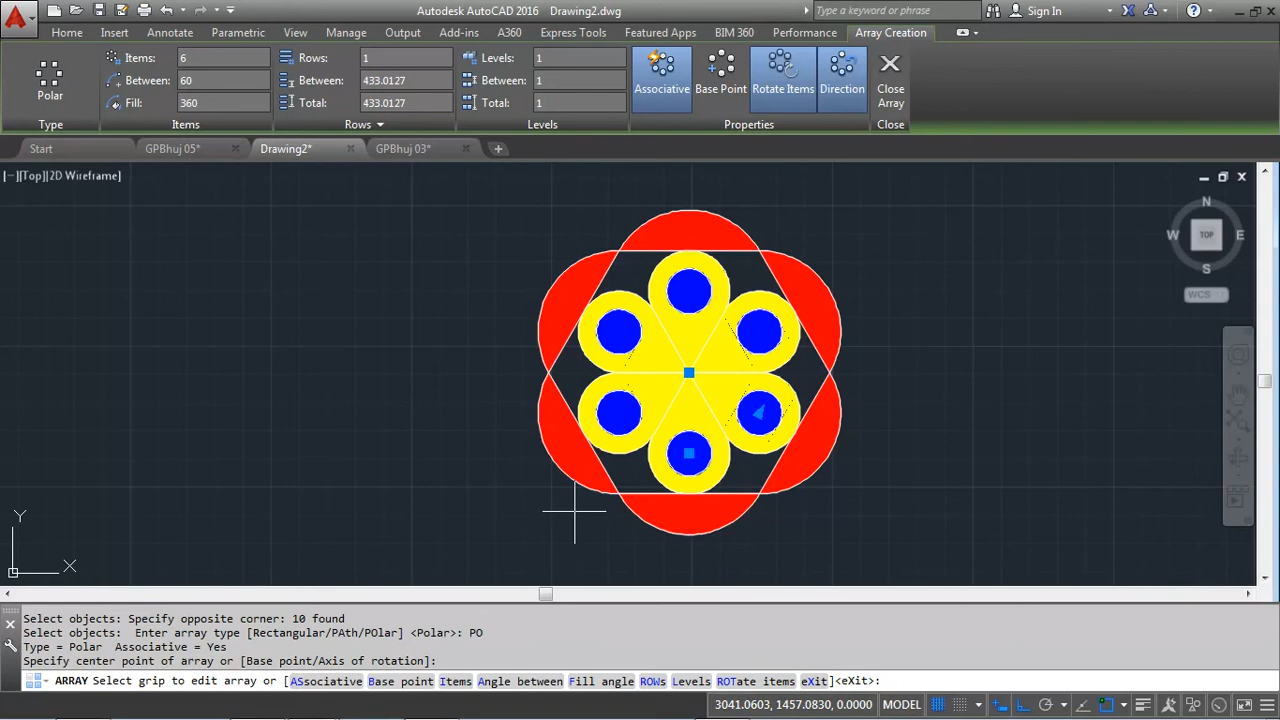 Autodesk AutoCAD 2016 Drawing2.dwg
Type a keyword or phrase
Sign In
Home Insert Annotate Parametric View Manage Output Add-ins A360 Express Tools Featured Apps BIM 360 Performance Array Creation
Items: 6 Rows: 1 Levels: 1
Between: 60 Between: 433.0127 Between: 1
Fill: 360 Total: 433.0127 Total: 1
Polar
Associative Base Point Rotate Items Direction Close Array
Type Items Rows Levels Properties Close
Start GPBhuj 05* Drawing2* GPBhuj 03*
[−][Top][2D Wireframe]
N
W TOP E
S
WCS
Y
X
Select objects: Specify opposite corner: 10 found
Select objects: Enter array type [Rectangular/PAth/POlar] <Polar>: PO
Type = Polar Associative = Yes
Specify center point of array or [Base point/Axis of rotation]:
ARRAY Select grip to edit array or [ASsociative Base point Items Angle between Fill angle ROWs Levels ROTate items eXit]<eXit>:
3041.0603, 1457.0830, 0.0000 MODEL